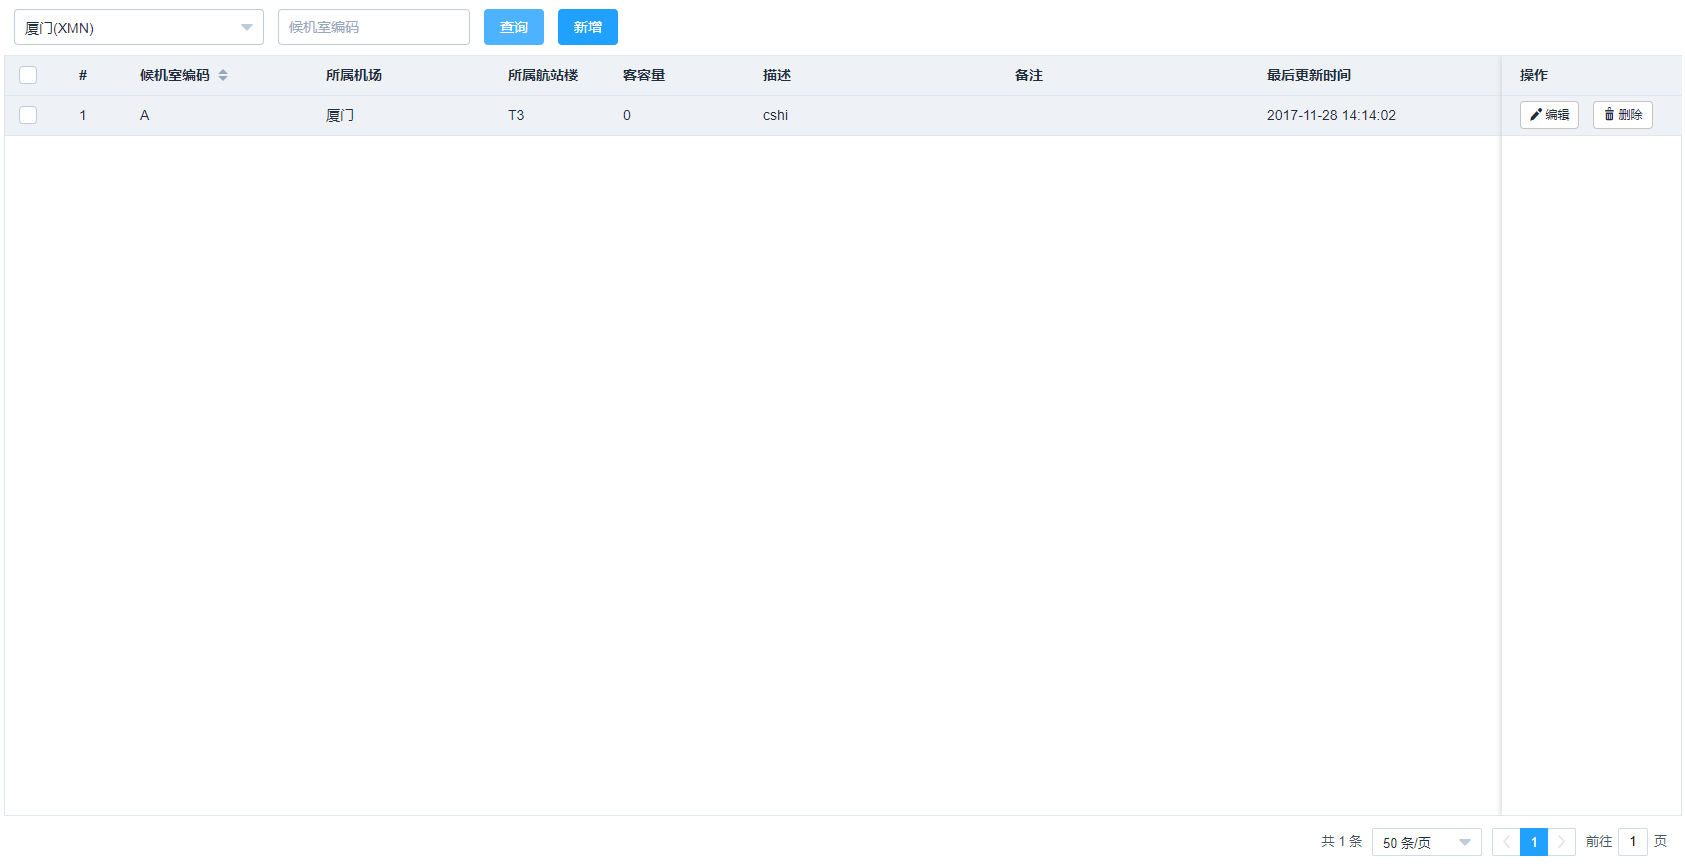 厦门(XMN) 候机室编码 查询 新增
# 候机室编码 所属机场 所属航站楼 客容量 描述 备注 最后更新时间 操作
1 A 厦门 T3 0 cshi 2017-11-28 14:14:02 编辑 删除
共 1 条 50 条/页 1 前往 1 页